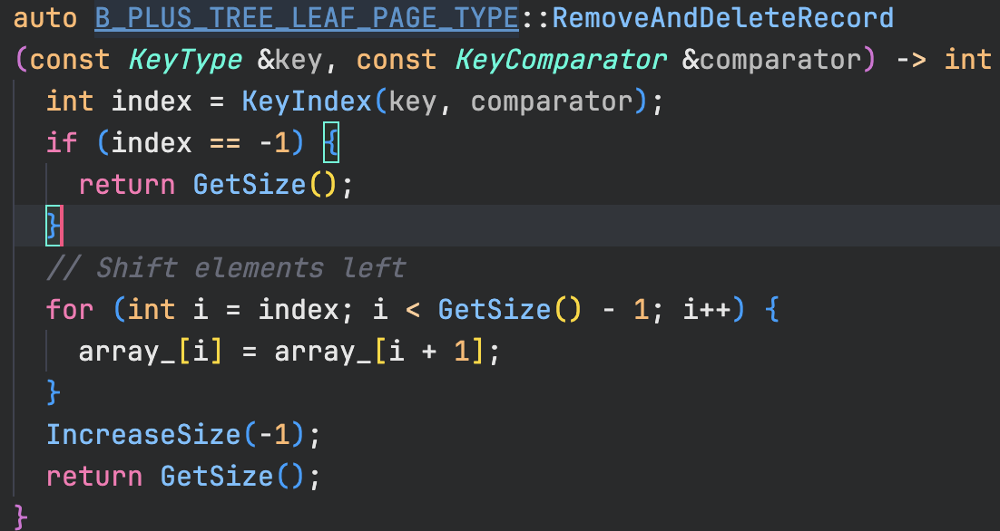 auto B_PLUS_TREE_LEAF_PAGE_TYPE::RemoveAndDeleteRecord
(const KeyType &key, const KeyComparator &comparator) -> int
  int index = KeyIndex(key, comparator);
  if (index == -1) {
    return GetSize();
  }
  // Shift elements left
  for (int i = index; i < GetSize() - 1; i++) {
    array_[i] = array_[i + 1];
  }
  IncreaseSize(-1);
  return GetSize();
}